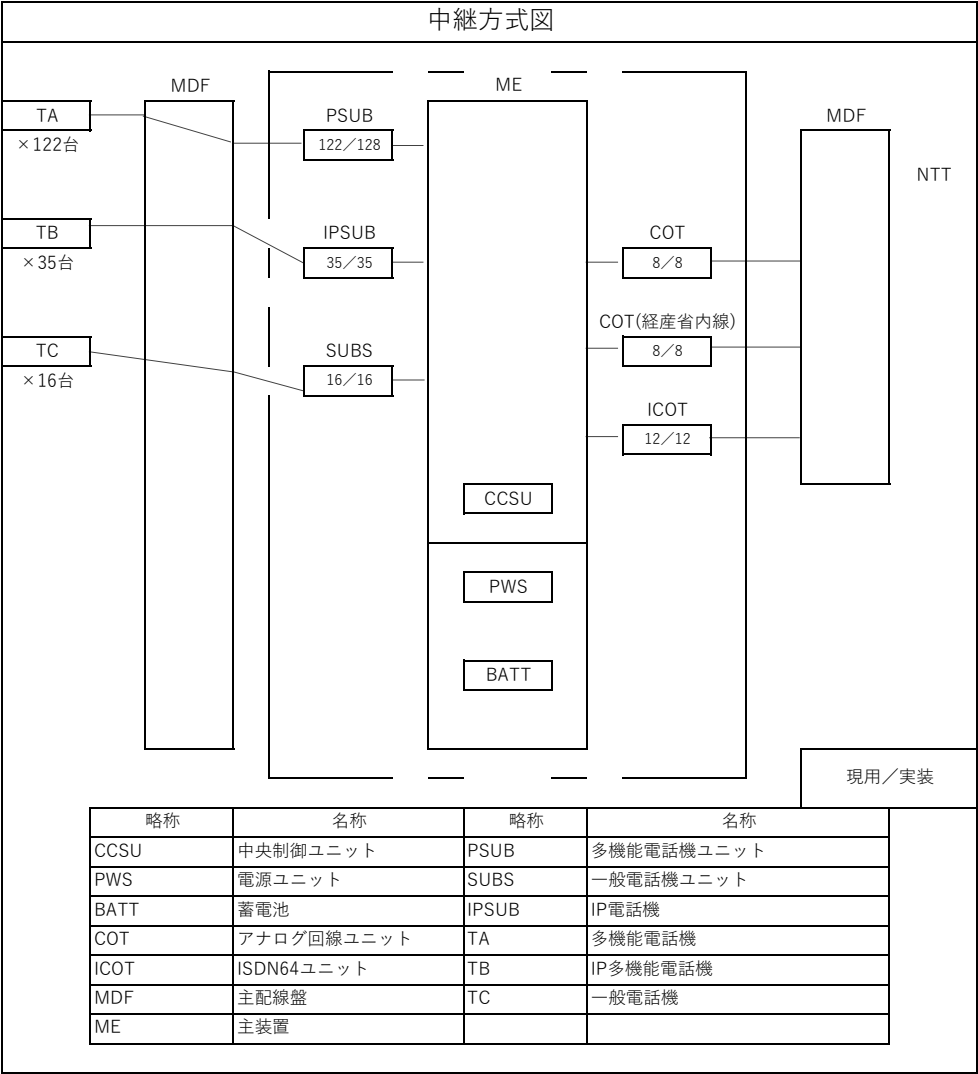 中継方式図
MDF
ME
TA
PSUB
MDF
×122台
122／128
NTT
TB
IPSUB
COT
×35台
35／35
8／8
COT(経産省内線)
TC
SUBS
8／8
×16台
16／16
ICOT
12／12
CCSU
PWS
BATT
現用／実装
略称 名称 略称 名称
CCSU 中央制御ユニット PSUB 多機能電話機ユニット
PWS 電源ユニット SUBS 一般電話機ユニット
BATT 蓄電池 IPSUB IP電話機
COT アナログ回線ユニット TA 多機能電話機
ICOT ISDN64ユニット TB IP多機能電話機
MDF 主配線盤 TC 一般電話機
ME 主装置